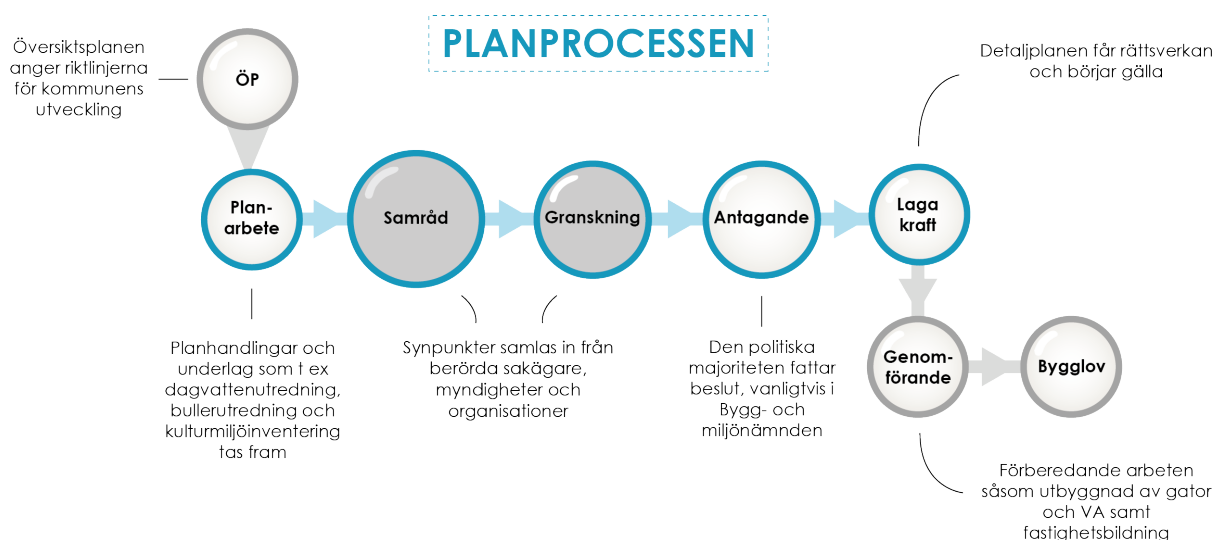 PLANPROCESSEN
Översiktsplanen
anger riktlinjerna
för kommunens
utveckling
ÖP
Detaljplanen får rättsverkan
och börjar gälla
Plan-
arbete
Samråd
Granskning
Antagande
Laga
kraft
Planhandlingar och
underlag som t ex
dagvattenutredning,
bullerutredning och
kulturmiljöinventering
tas fram
Synpunkter samlas in från
berörda sakägare,
myndigheter och
organisationer
Den politiska
majoriteten fattar
beslut, vanligtvis i
Bygg- och
miljönämnden
Genom-
förande
Bygglov
Förberedande arbeten
såsom utbyggnad av gator
och VA samt
fastighetsbildning